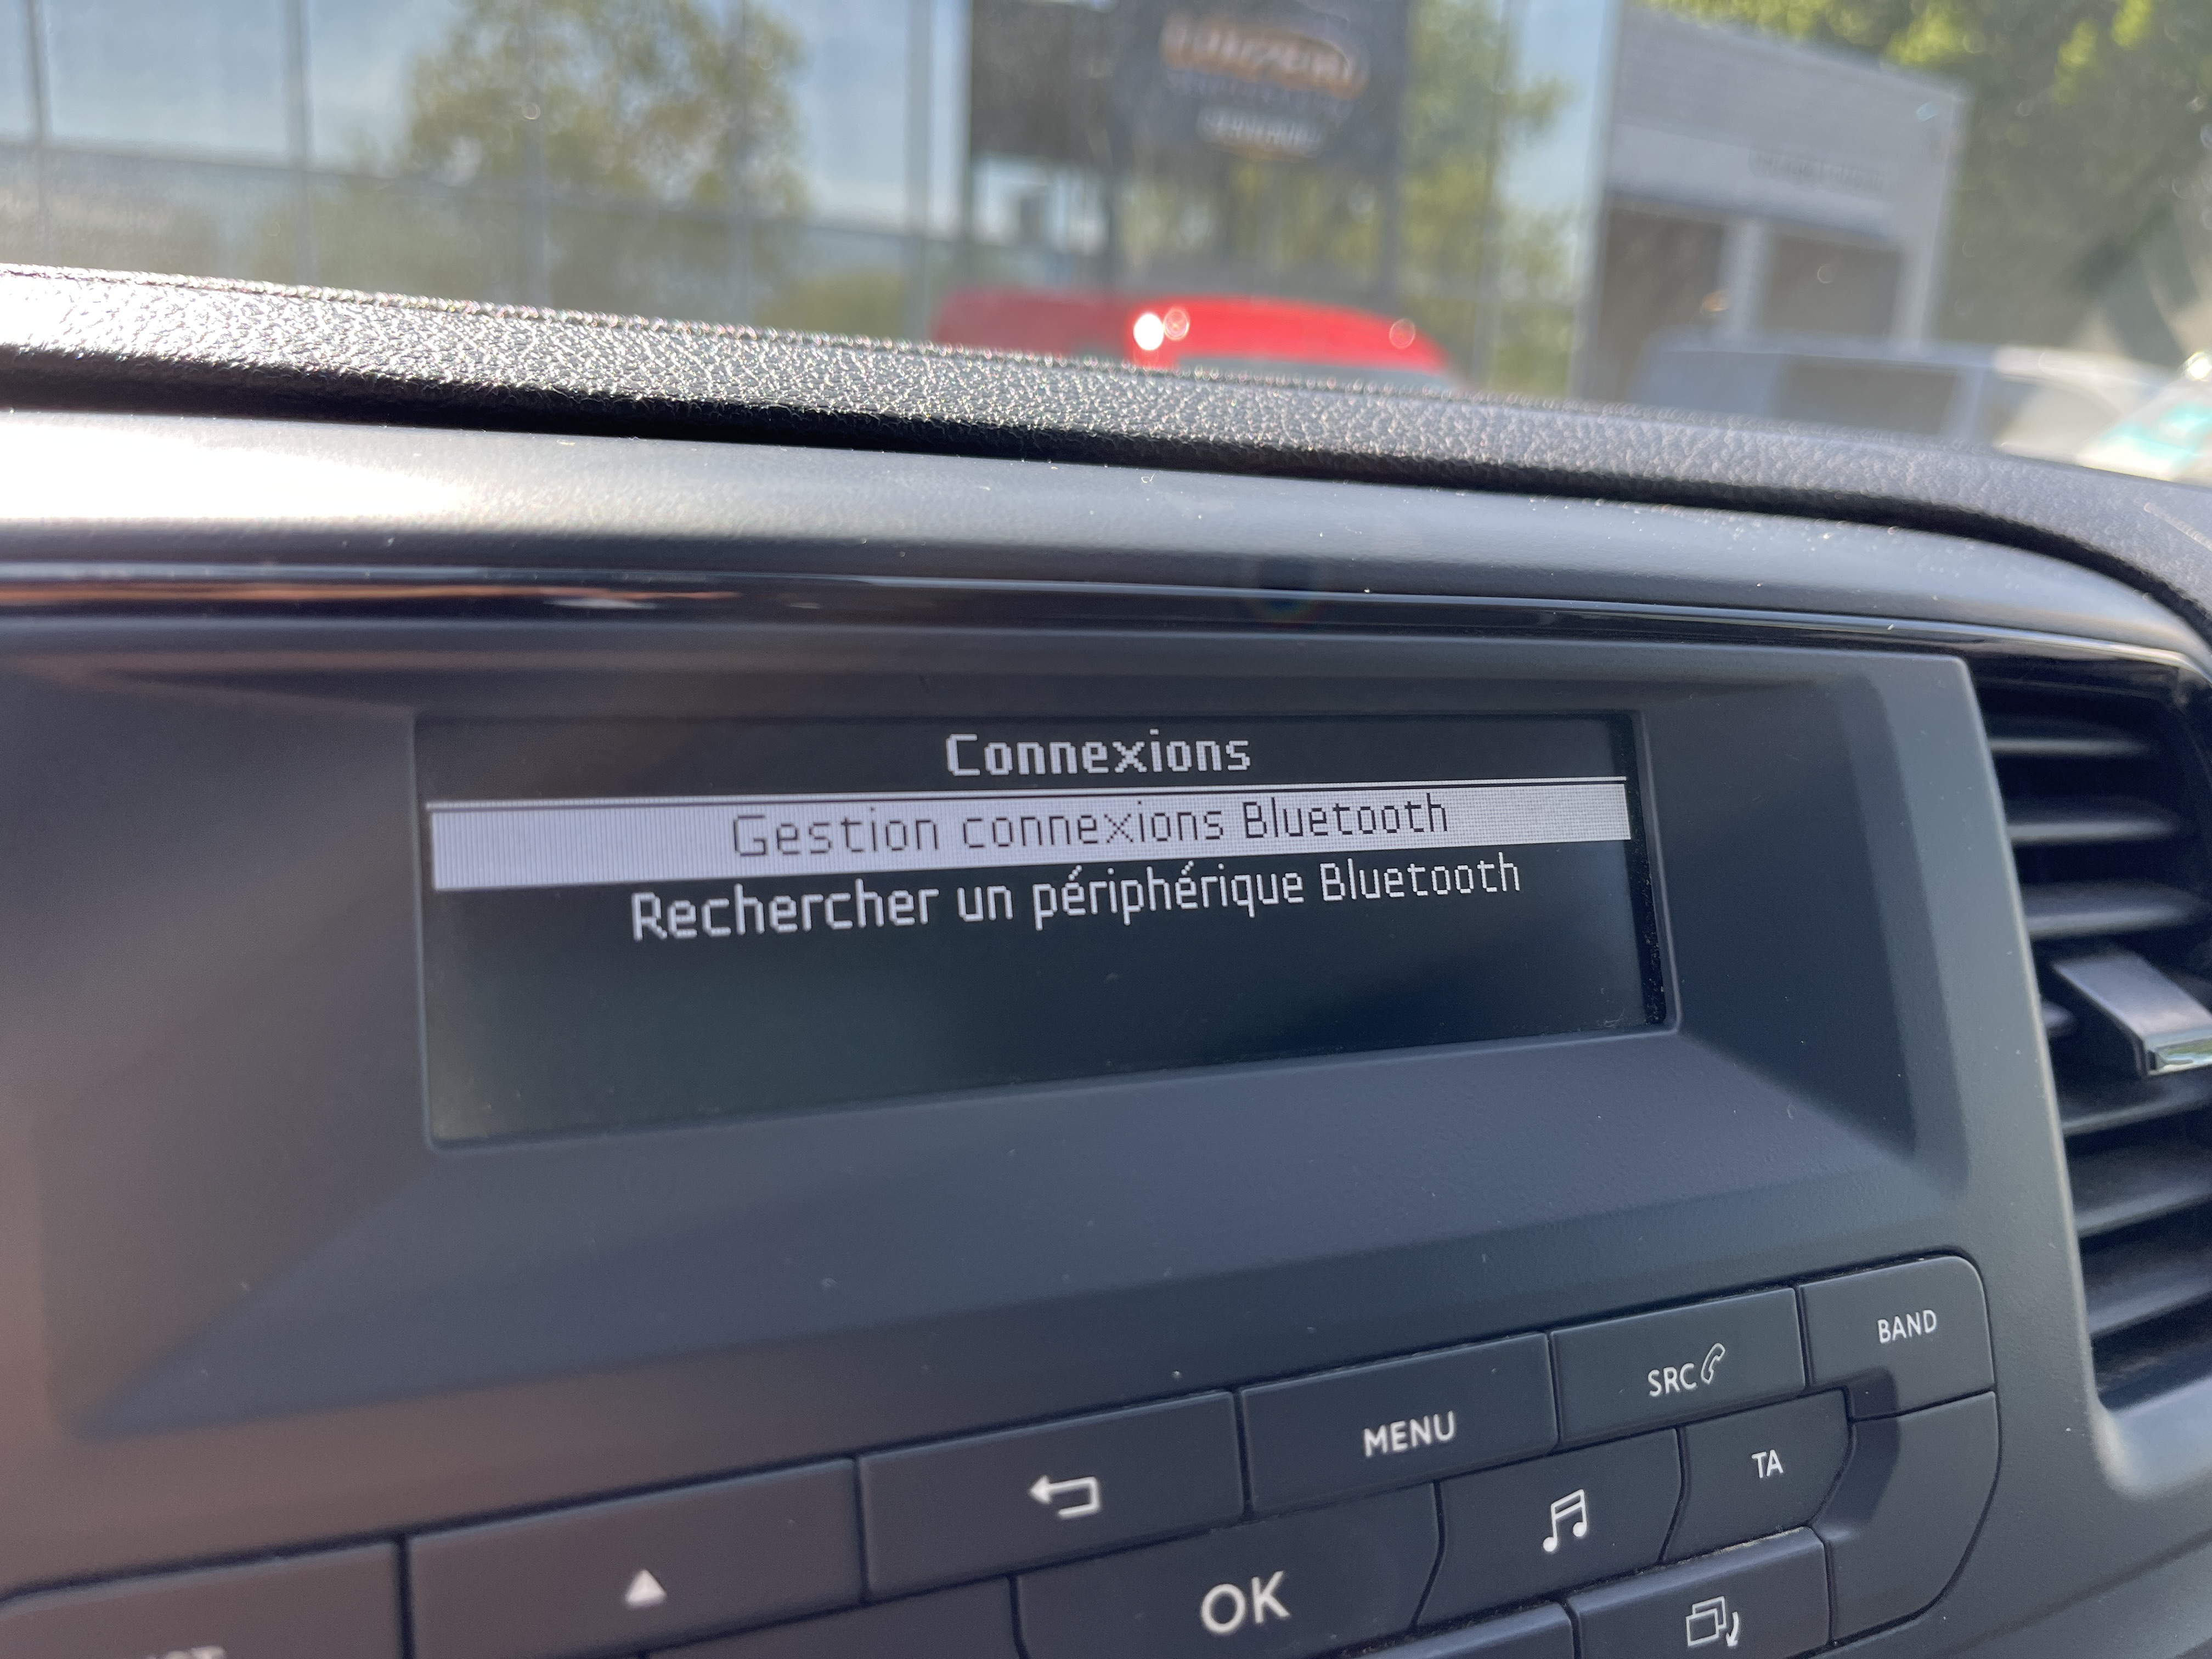 Connexions
Gestion connexions Bluetooth
Rechercher un périphérique Bluetooth
BAND
SRC
MENU
TA
OK